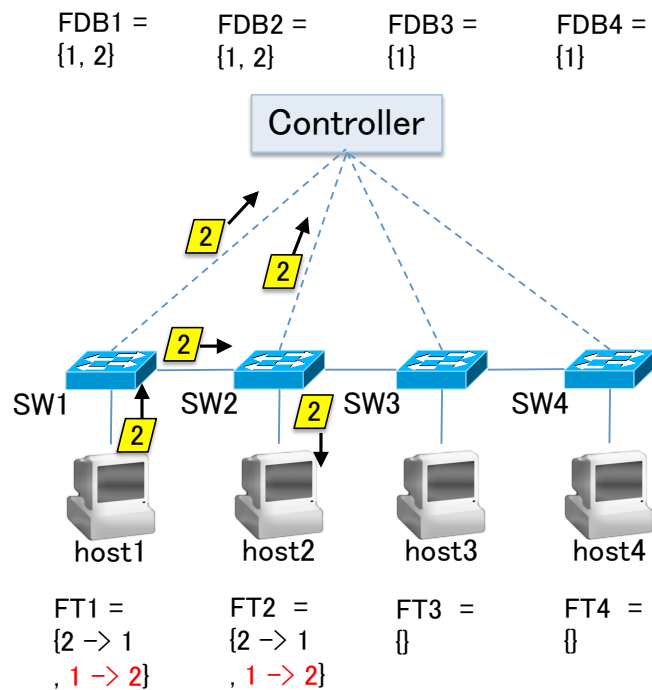 FDB1 =
{1, 2}
FDB2 =
{1, 2}
FDB3 =
{1}
FDB4 =
{1}
Controller
2
2
2
SW1
SW2
SW3
SW4
2
2
host1
host2
host3
host4
FT1 =
{2 -> 1
, 1 -> 2}
FT2 =
{2 -> 1
, 1 -> 2}
FT3 =
{}
FT4 =
{}